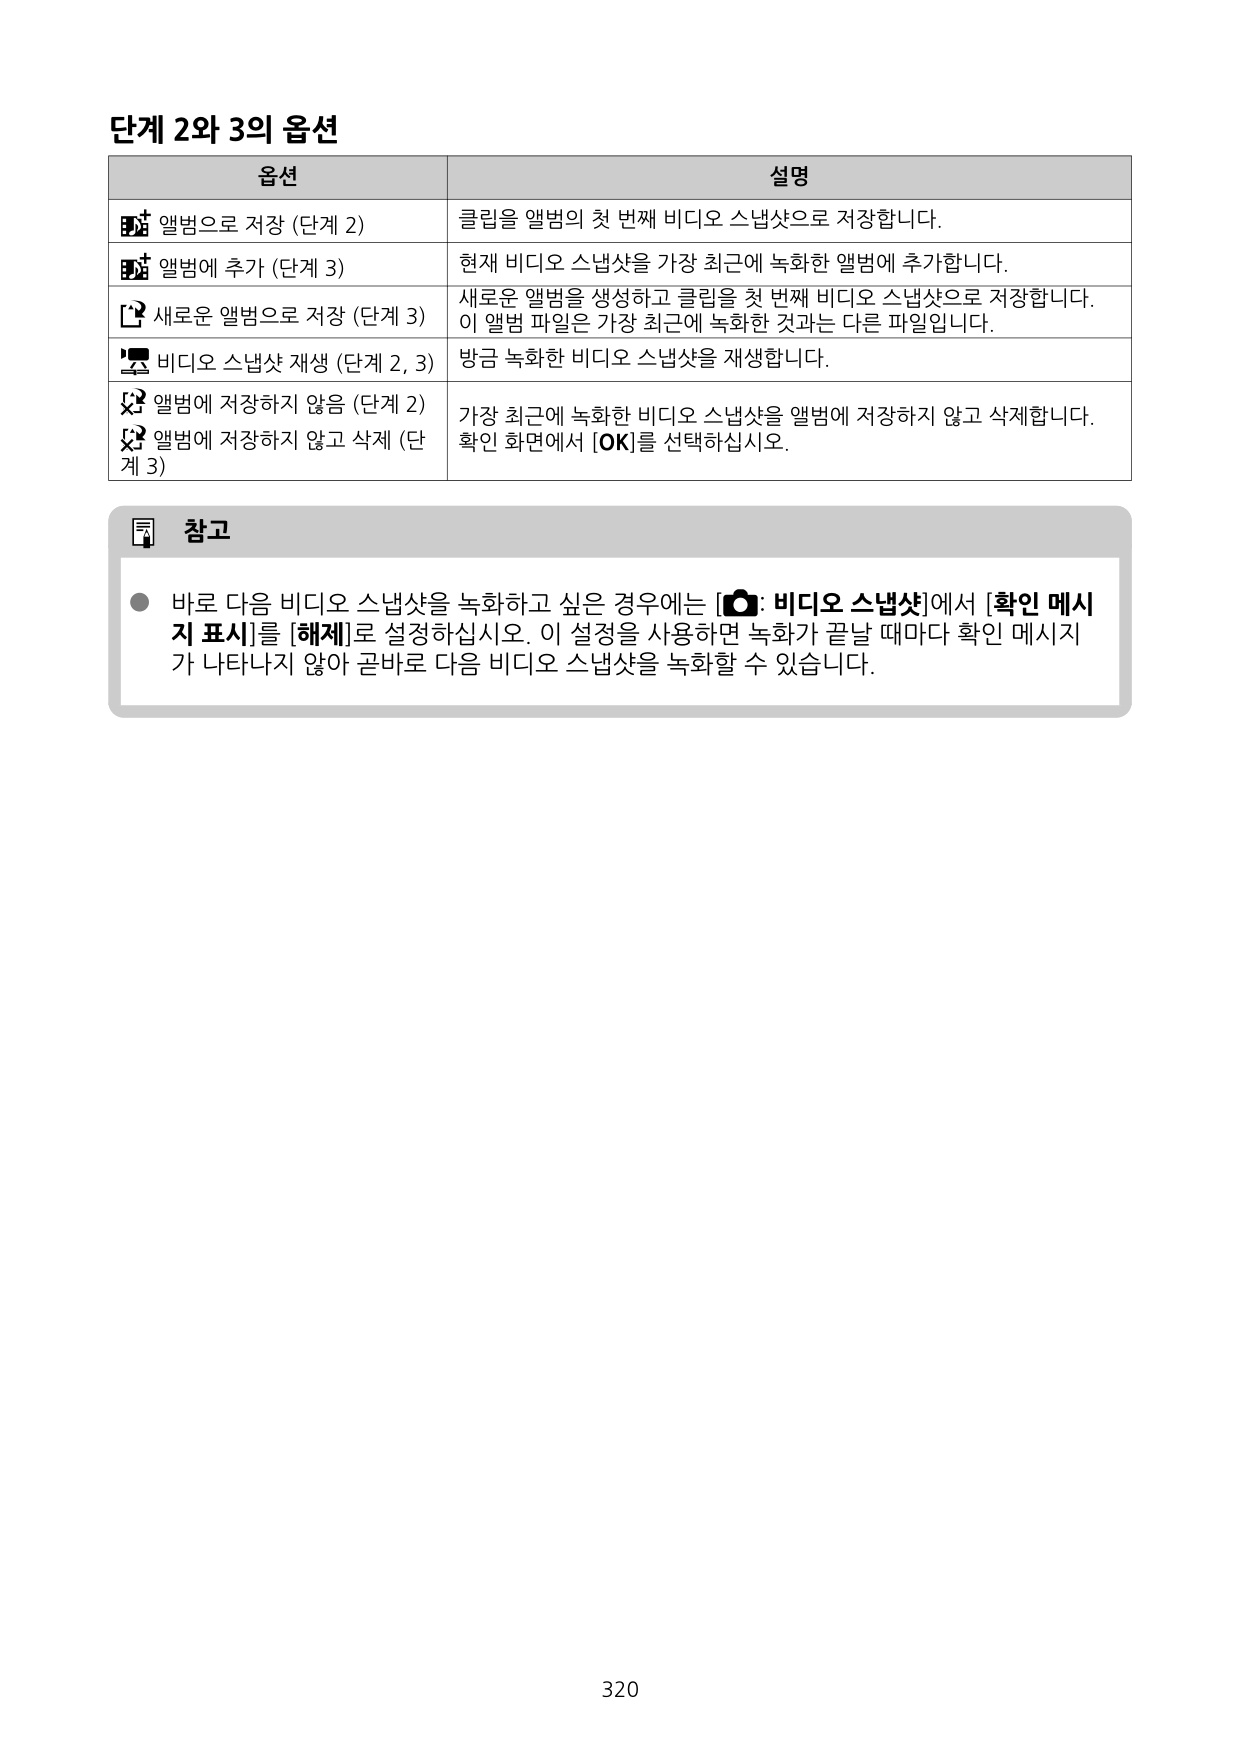 단계 2와 3의 옵션
옵션
설명
앨범으로 저장 (단계 2)
클립을 앨범의 첫 번째 비디오 스냅샷으로 저장합니다.
앨범에 추가 (단계 3)
현재 비디오 스냅샷을 가장 최근에 녹화한 앨범에 추가합니다.
새로운 앨범으로 저장 (단계 3)
새로운 앨범을 생성하고 클립을 첫 번째 비디오 스냅샷으로 저장합니다.
이 앨범 파일은 가장 최근에 녹화한 것과는 다른 파일입니다.
비디오 스냅샷 재생 (단계 2, 3)
방금 녹화한 비디오 스냅샷을 재생합니다.
앨범에 저장하지 않음 (단계 2)
앨범에 저장하지 않고 삭제 (단
계 3)
가장 최근에 녹화한 비디오 스냅샷을 앨범에 저장하지 않고 삭제합니다.
확인 화면에서 [OK]를 선택하십시오.
참고
● 바로 다음 비디오 스냅샷을 녹화하고 싶은 경우에는 [: 비디오 스냅샷]에서 [확인 메시
지 표시]를 [해제]로 설정하십시오. 이 설정을 사용하면 녹화가 끝날 때마다 확인 메시지
가 나타나지 않아 곧바로 다음 비디오 스냅샷을 녹화할 수 있습니다.
320